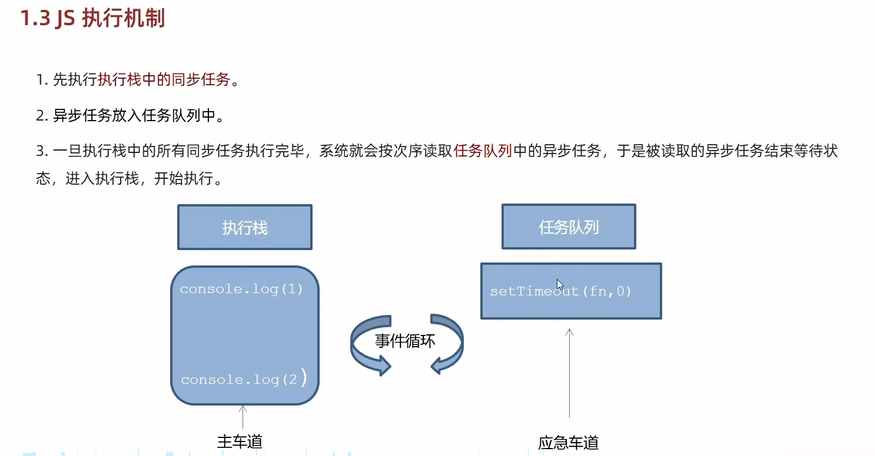 1.3 JS 执行机制
1. 先执行执行栈中的同步任务。
2. 异步任务放入任务队列中。
3. 一旦执行栈中的所有同步任务执行完毕，系统就会按次序读取任务队列中的异步任务，于是被读取的异步任务结束等待状
态，进入执行栈，开始执行。
执行栈
任务队列
console.log(1)
setTimeout(fn,0)
事件循环
console.log(2)
主车道
应急车道